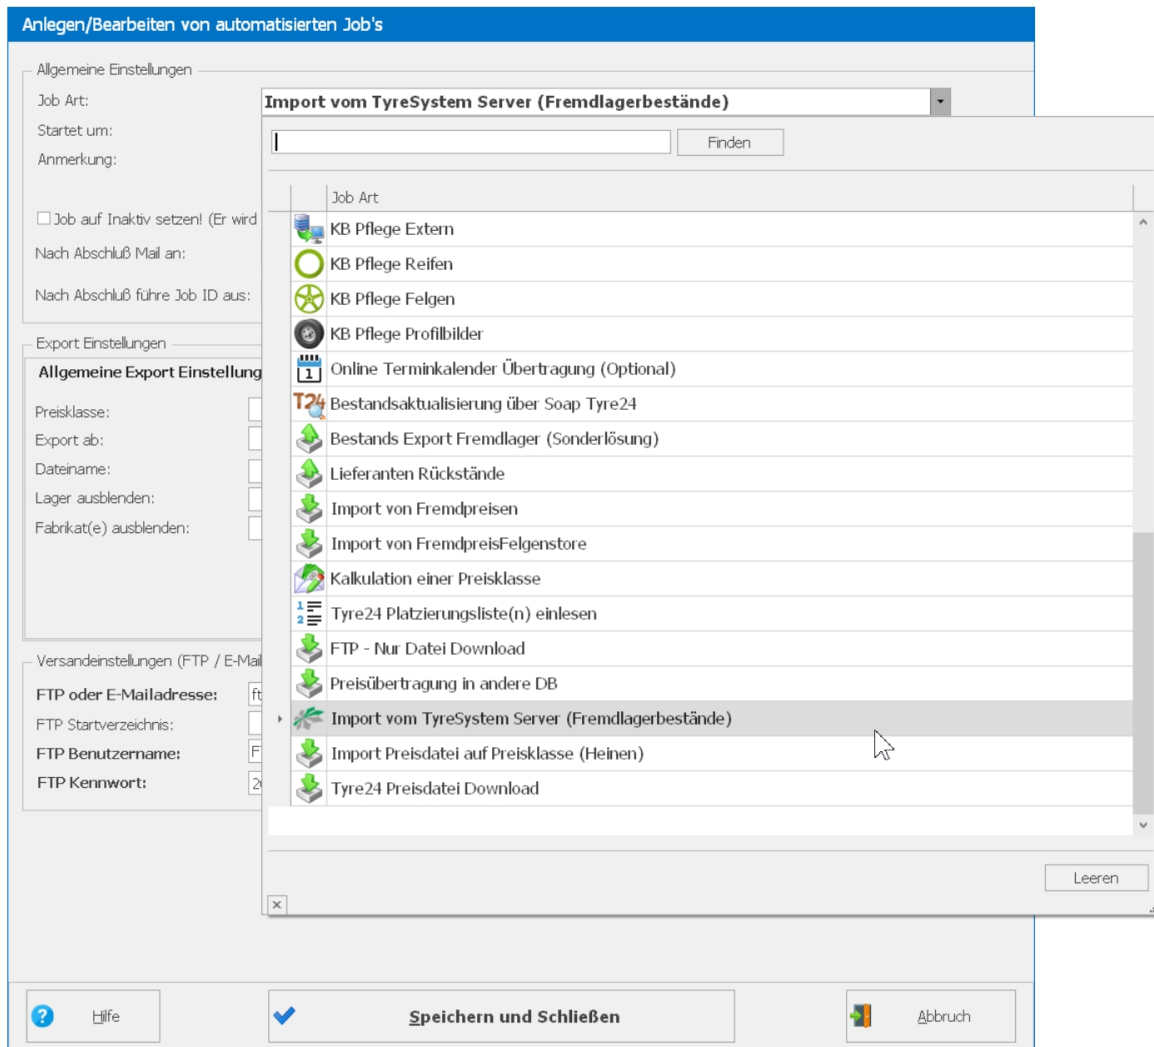 Anlegen/Bearbeiten von automatisierten Job's
Allgemeine Einstellungen
Job Art:
Import vom TyreSystem Server (Fremdlagerbestände)
Startet um:
Anmerkung:
Finden
Job Art
Job auf Inaktiv setzen! (Er wird
Nach Abschluß Mail an:
Nach Abschluß führe Job ID aus:
KB Pflege Extern
KB Pflege Reifen
KB Pflege Felgen
KB Pflege Profilbilder
1 Online Terminkalender Übertragung (Optional)
T24 Bestandsaktualisierung über Soap Tyre24
Bestands Export Fremdlager (Sonderlösung)
Lieferanten Rückstände
Import von Fremdpreisen
Import von FremdpreisFelgenstore
Kalkulation einer Preisklasse
1 2 Tyre24 Platzierungsliste(n) einlesen
FTP - Nur Datei Download
Preisübertragung in andere DB
Import vom TyreSystem Server (Fremdlagerbestände)
Import Preisdatei auf Preisklasse (Heinen)
Tyre24 Preisdatei Download
Leeren
Export Einstellungen
Allgemeine Export Einstellung
Preisklasse:
Export ab:
Dateiname:
Lager ausblenden:
Fabrikat(e) ausblenden:
Versandeinstellungen (FTP / E-Mail
FTP oder E-Mailadresse: ft
FTP Startverzeichnis:
FTP Benutzername:
FTP Kennwort:
? Hilfe
Speichern und Schließen
Abbruch